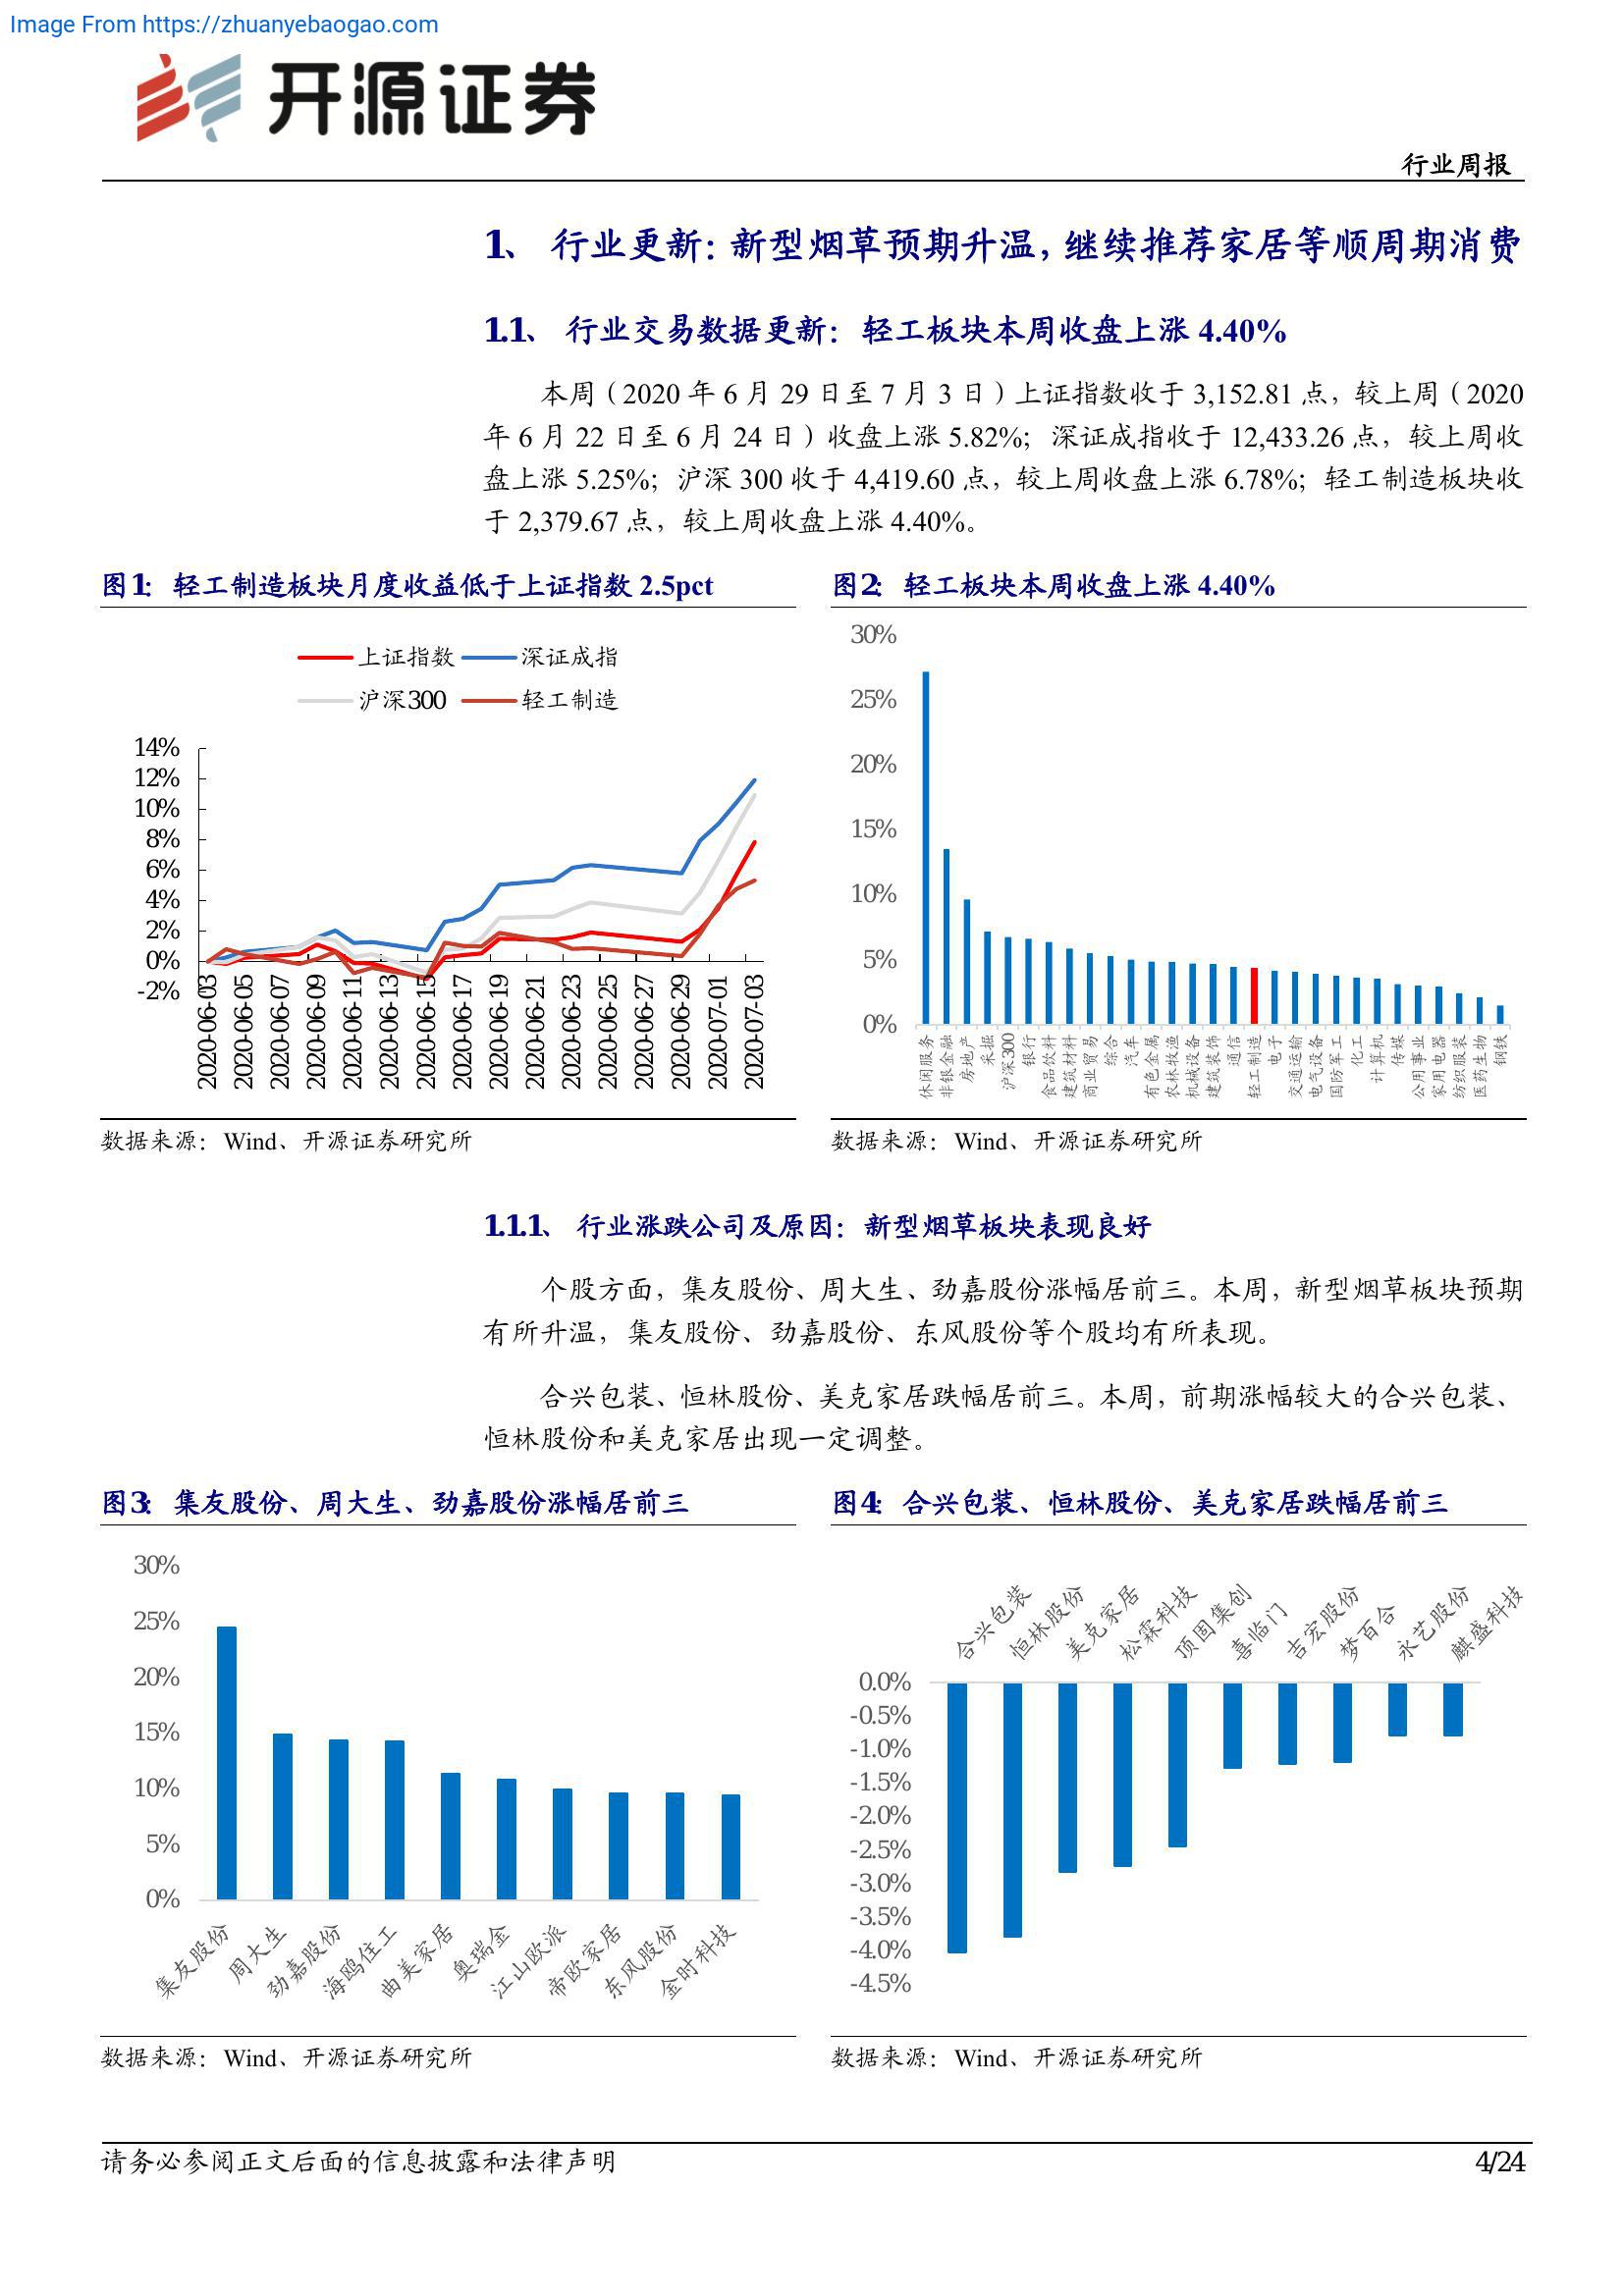 Image From https://zhuanyebaogao.com
开源证券
行业周报
1、 行业更新：新型烟草预期升温，继续推荐家居等顺周期消费
1.1、 行业交易数据更新：轻工板块本周收盘上涨 4.40%
本周（2020 年 6 月 29 日至 7 月 3 日）上证指数收于 3,152.81 点，较上周（2020
年 6 月 22 日至 6 月 24 日）收盘上涨 5.82%；深证成指收于 12,433.26 点，较上周收
盘上涨 5.25%；沪深 300 收于 4,419.60 点，较上周收盘上涨 6.78%；轻工制造板块收
于 2,379.67 点，较上周收盘上涨 4.40%。
图1： 轻工制造板块月度收益低于上证指数 2.5pct
上证指数 深证成指
沪深300 轻工制造
14%
12%
10%
8%
6%
4%
2%
0%
-2%
2020-06-03
2020-06-05
2020-06-07
2020-06-09
2020-06-11
2020-06-13
2020-06-15
2020-06-17
2020-06-19
2020-06-21
2020-06-23
2020-06-25
2020-06-27
2020-06-29
2020-07-01
2020-07-03
数据来源：Wind、开源证券研究所
图2： 轻工板块本周收盘上涨 4.40%
30%
25%
20%
15%
10%
5%
0%
休闲服务
非银金融
房地产
采掘
沪深300
银行
食品饮料
建筑材料
商业贸易
综合
汽车
有色金属
农林牧渔
机械设备
建筑装饰
通信
轻工制造
电子
交通运输
电气设备
国防军工
化工
计算机
传媒
公用事业
家用电器
纺织服装
医药生物
钢铁
数据来源：Wind、开源证券研究所
1.1.1、 行业涨跌公司及原因：新型烟草板块表现良好
个股方面，集友股份、周大生、劲嘉股份涨幅居前三。本周，新型烟草板块预期
有所升温，集友股份、劲嘉股份、东风股份等个股均有所表现。
合兴包装、恒林股份、美克家居跌幅居前三。本周，前期涨幅较大的合兴包装、
恒林股份和美克家居出现一定调整。
图3： 集友股份、周大生、劲嘉股份涨幅居前三
30%
25%
20%
15%
10%
5%
0%
集友股份
周大生
劲嘉股份
海鸥住工
曲美家居
奥瑞金
江山欧派
帝欧家居
东风股份
金时科技
数据来源：Wind、开源证券研究所
图4： 合兴包装、恒林股份、美克家居跌幅居前三
合兴包装
恒林股份
美克家居
松霖科技
顶固集创
喜临门
吉宏股份
梦百合
永艺股份
麒盛科技
0.0%
-0.5%
-1.0%
-1.5%
-2.0%
-2.5%
-3.0%
-3.5%
-4.0%
-4.5%
数据来源：Wind、开源证券研究所
请务必参阅正文后面的信息披露和法律声明
4/24